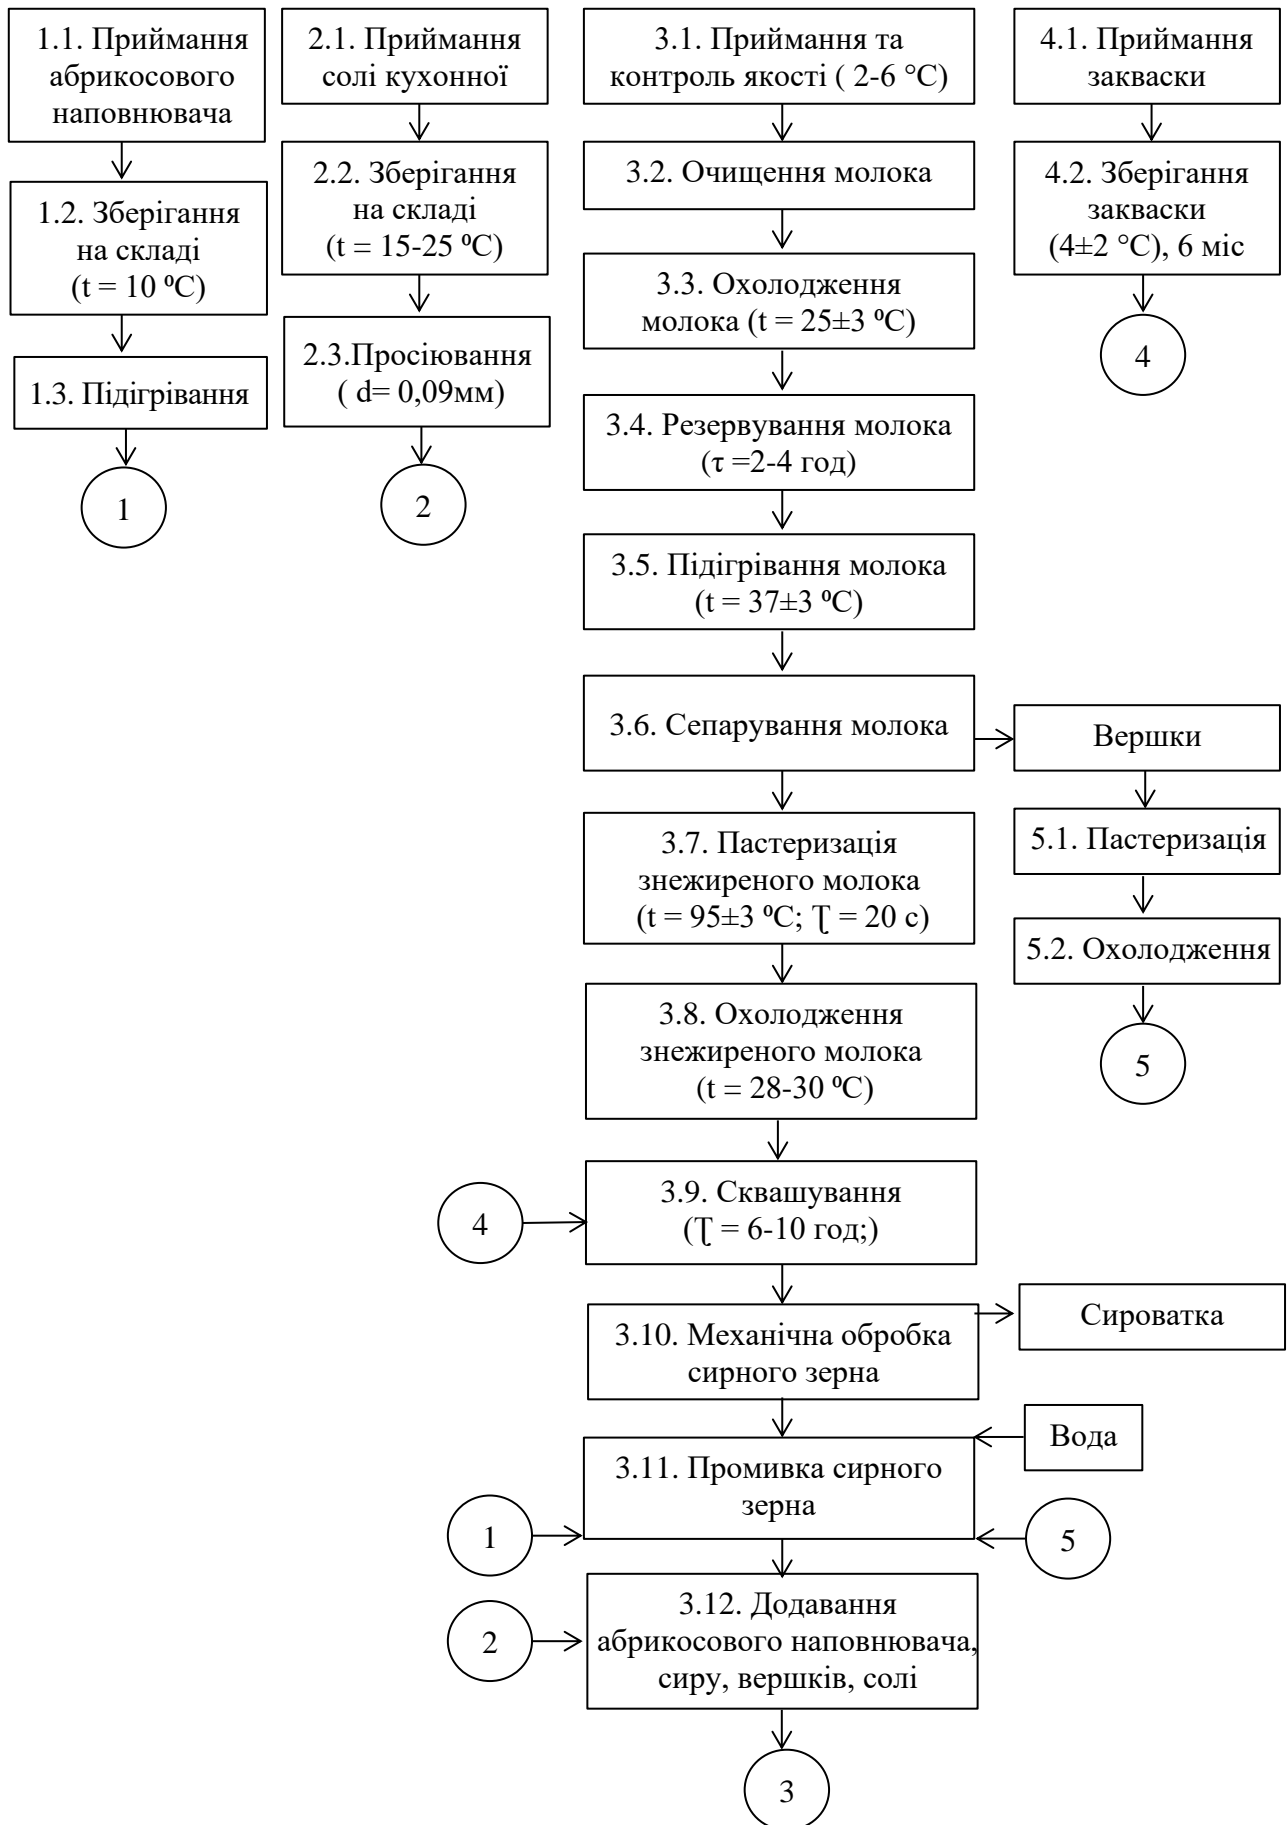 1.1. Приймання
абрикосового
наповнювача
1.2. Зберігання
на складі
(t = 10 ⁰С)
1.3. Підігрівання
1
2.1. Приймання
солі кухонної
2.2. Зберігання
на складі
(t = 15-25 ⁰С)
2.3.Просіювання
( d= 0,09мм)
2
3.1. Приймання та
контроль якості ( 2-6 °С)
3.2. Очищення молока
3.3. Охолодження
молока (t = 25±3 ⁰С)
3.4. Резервування молока
(τ =2-4 год)
3.5. Підігрівання молока
(t = 37±3 ⁰С)
3.6. Сепарування молока
3.7. Пастеризація
знежиреного молока
(t = 95±3 ⁰С; Ʈ = 20 с)
3.8. Охолодження
знежиреного молока
(t = 28-30 ⁰С)
4
3.9. Сквашування
(Ʈ = 6-10 год;)
3.10. Механічна обробка
сирного зерна
Сироватка
Вода
3.11. Промивка сирного
зерна
1
5
2
3.12. Додавання
абрикосового наповнювача,
сиру, вершків, солі
3
4.1. Приймання
закваски
4.2. Зберігання
закваски
(4±2 °С), 6 міс
4
Вершки
5.1. Пастеризація
5.2. Охолодження
5